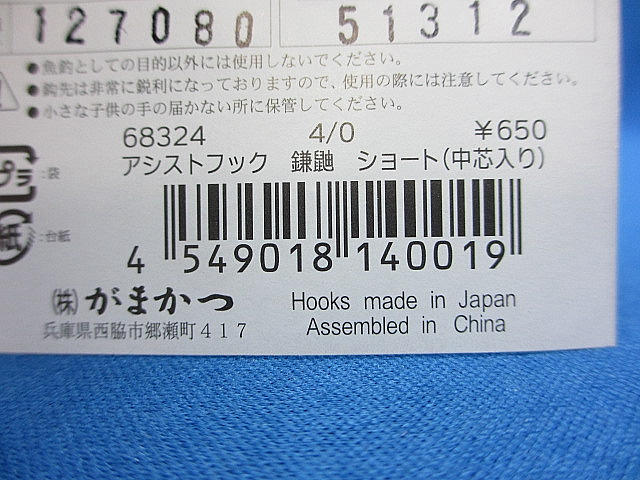 127080 51312
●魚釣としての目的以外には使用しないでください。
●鈎先は非常に鋭利になっておりますので、使用の際には注意してください。
●小さな子供の手の届かない所に保管してください。
68324 4/0 ¥650
アシストフック 鎌鼬 ショート(中芯入り)
プラ :袋
紙 :台紙
4 549018 140019
(株)がまかつ Hooks made in Japan
兵庫県西脇市郷瀬町417 Assembled in China